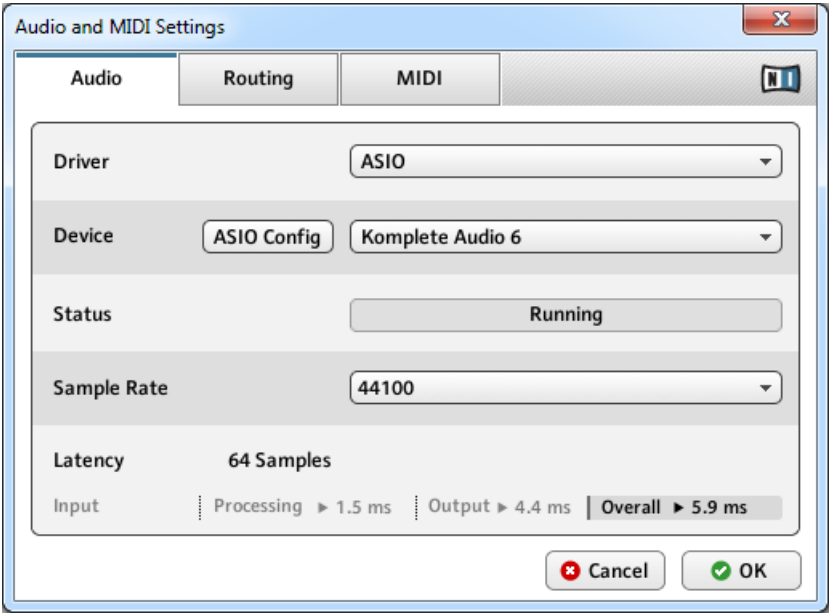 Audio and MIDI Settings
Audio Routing MIDI NI
Driver ASIO
Device ASIO Config Komplete Audio 6
Status Running
Sample Rate 44100
Latency 64 Samples
Input Processing ▶ 1.5 ms Output ▶ 4.4 ms Overall ▶ 5.9 ms
Cancel OK